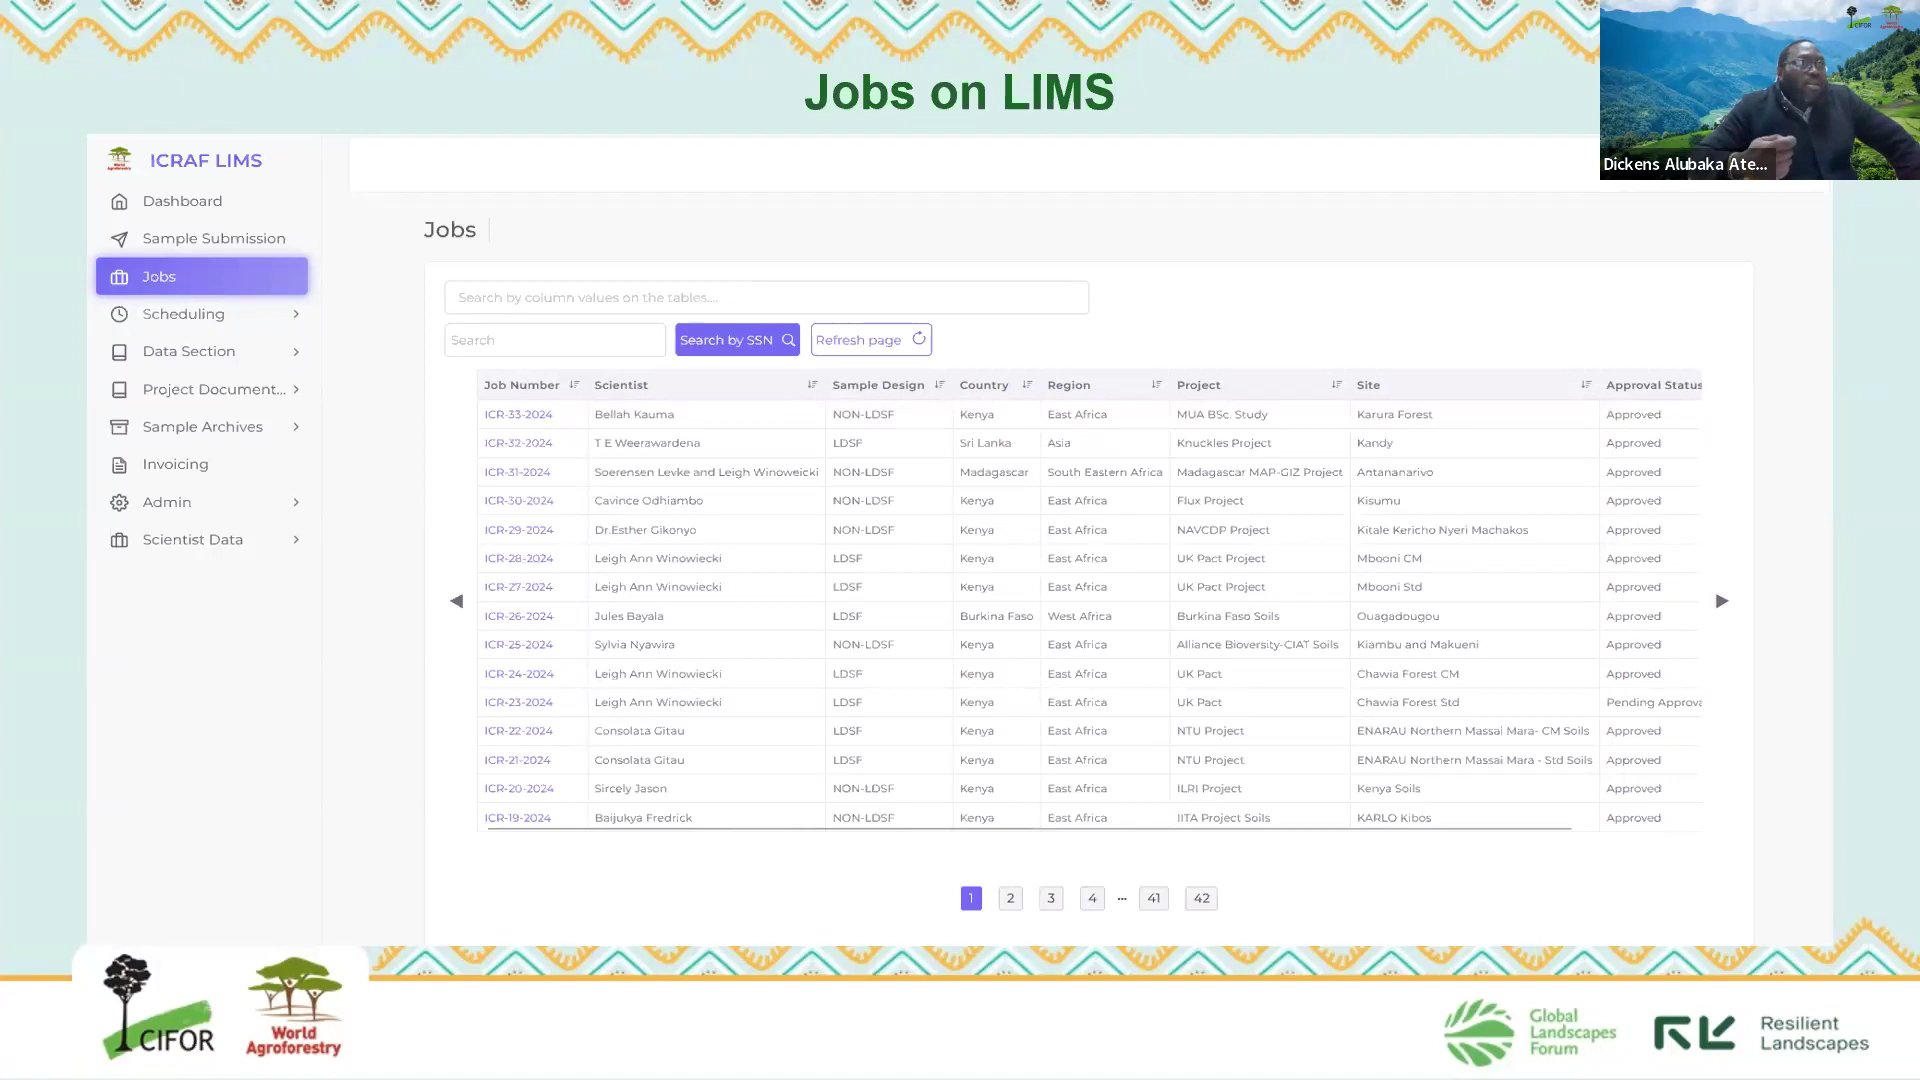 Jobs on LIMS
CIFOR
Dickens Alubaka Ate...
World
Agroforestry
ICRAF LIMS
Dashboard
Sample Submission
Jobs
Scheduling
Data Section
Project Document...
Sample Archives
Invoicing
Admin
Scientist Data
Jobs
Search by column values on the tables....
Search
Search by SSN
Refresh page
Job Number Scientist Sample Design Country Region Project Site Approval Status
ICR-33-2024 Bellah Kauma NON-LDSF Kenya East Africa MUA BSc. Study Karura Forest Approved
ICR-32-2024 T E Weerawardena LDSF Sri Lanka Asia Knuckles Project Kandy Approved
ICR-31-2024 Soerensen Levke and Leigh Winoweicki NON-LDSF Madagascar South Eastern Africa Madagascar MAP-GIZ Project Antananarivo Approved
ICR-30-2024 Cavince Odhiambo NON-LDSF Kenya East Africa Flux Project Kisumu Approved
ICR-29-2024 Dr.Esther Gikonyo NON-LDSF Kenya East Africa NAVCDP Project Kitale Kericho Nyeri Machakos Approved
ICR-28-2024 Leigh Ann Winowiecki LDSF Kenya East Africa UK Pact Project Mbooni CM Approved
ICR-27-2024 Leigh Ann Winowiecki LDSF Kenya East Africa UK Pact Project Mbooni Std Approved
ICR-26-2024 Jules Bayala LDSF Burkina Faso West Africa Burkina Faso Soils Ouagadougou Approved
ICR-25-2024 Sylvia Nyawira NON-LDSF Kenya East Africa Alliance Bioversity-CIAT Soils Kiambu and Makueni Approved
ICR-24-2024 Leigh Ann Winowiecki LDSF Kenya East Africa UK Pact Chawia Forest CM Approved
ICR-23-2024 Leigh Ann Winowiecki LDSF Kenya East Africa UK Pact Chawia Forest Std Pending Approva
ICR-22-2024 Consolata Gitau LDSF Kenya East Africa NTU Project ENARAU Northern Massai Mara- CM Soils Approved
ICR-21-2024 Consolata Gitau LDSF Kenya East Africa NTU Project ENARAU Northern Massai Mara - Std Soils Approved
ICR-20-2024 Sircely Jason NON-LDSF Kenya East Africa ILRI Project Kenya Soils Approved
ICR-19-2024 Baijukya Fredrick NON-LDSF Kenya East Africa IITA Project Soils KARLO Kibos Approved
1 2 3 4 ... 41 42
CIFOR
World
Agroforestry
Global
Landscapes
Forum
Resilient
Landscapes